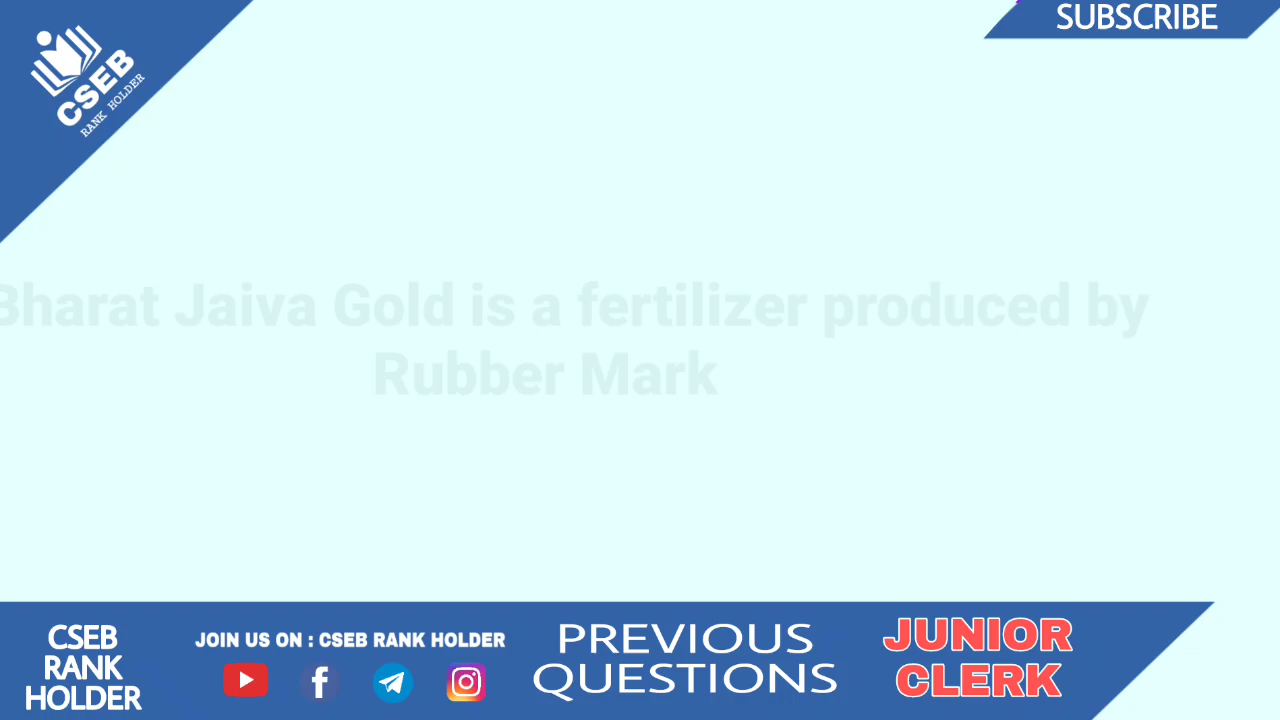 SUBSCRIBE
CSEB
RANK HOLDER
Bharat Jaiva Gold is a fertilizer produced by
Rubber Mark
CSEB
RANK
HOLDER
JOIN US ON : CSEB RANK HOLDER
PREVIOUS
QUESTIONS
JUNIOR
CLERK